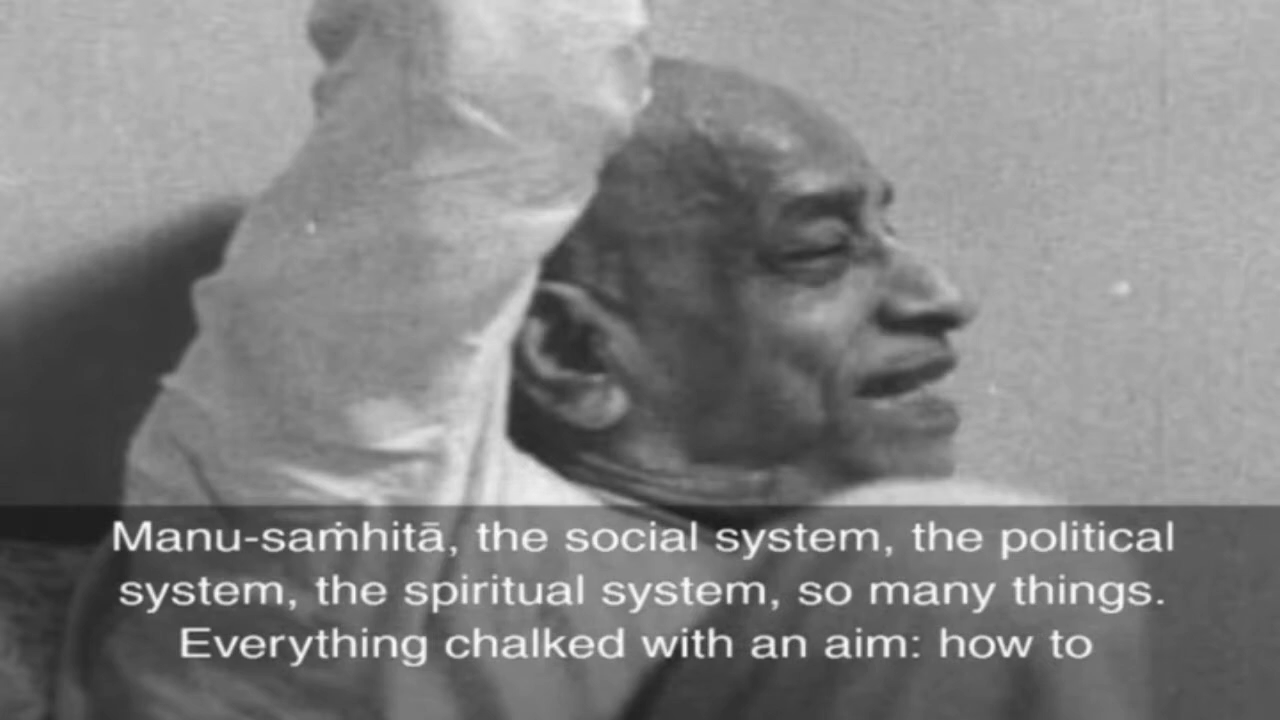 Manu-saṁhitā, the social system, the political
system, the spiritual system, so many things.
Everything chalked with an aim: how to